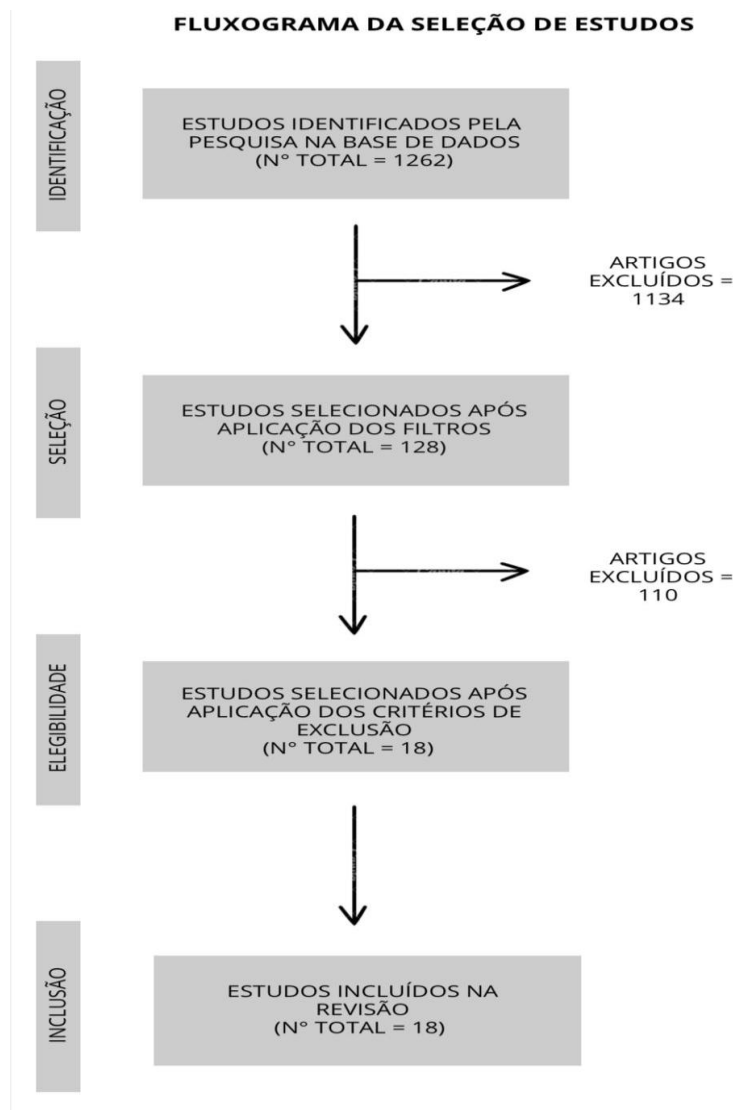 FLUXOGRAMA DA SELEÇÃO DE ESTUDOS
IDENTIFICAÇÃO
ESTUDOS IDENTIFICADOS PELA
PESQUISA NA BASE DE DADOS
(N° TOTAL = 1262)
ARTIGOS
EXCLUÍDOS =
1134
SELEÇÃO
ESTUDOS SELECIONADOS APÓS
APLICAÇÃO DOS FILTROS
(N° TOTAL = 128)
ARTIGOS
EXCLUÍDOS =
110
ELEGIBILIDADE
ESTUDOS SELECIONADOS APÓS
APLICAÇÃO DOS CRITÉRIOS DE
EXCLUSÃO
(N° TOTAL = 18)
INCLUSÃO
ESTUDOS INCLUÍDOS NA
REVISÃO
(N° TOTAL = 18)